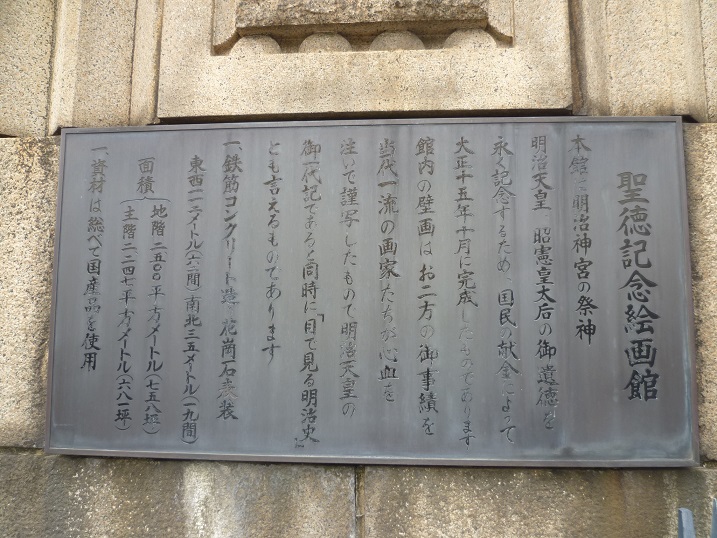 聖徳記念絵画館
本館は明治神宮の祭神
明治天皇 昭憲皇太后の御遺徳を
永く記念するため 国民の献金によって
大正十五年十月に完成したものであります
館内の壁画は お二方の御事績を
当代一流の画家たちが心血を
注いで謹写したもので 明治天皇の
御一代記であると同時に「目で見る明治史」
とも言えるものであります
一、鉄筋コンクリート造 花崗石裏装
東西一一二メートル(六二間) 南北三五メートル(一九間)
面積 地階 二五〇〇平方メートル(七五八坪)
主階 二二四七平方メートル(六八一坪)
一、資材は総べて国産品を使用